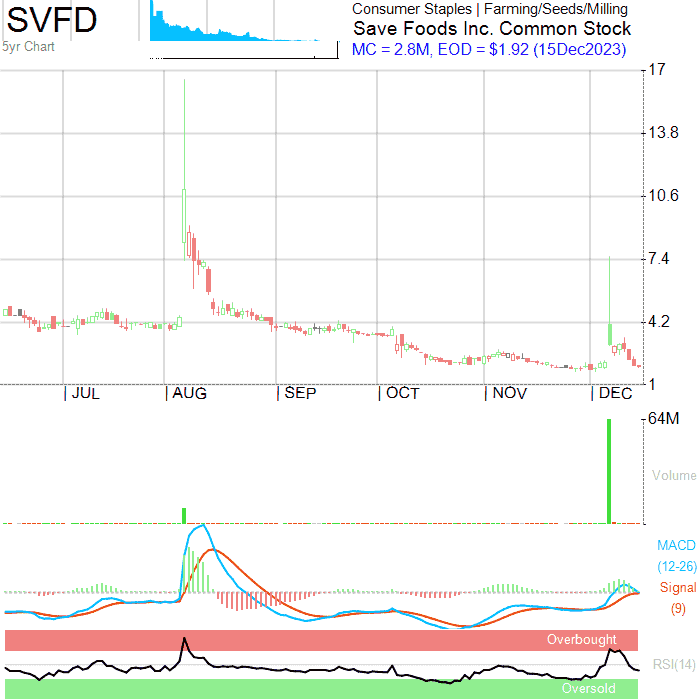 SVFD
5yr Chart
Consumer Staples | Farming/Seeds/Milling
Save Foods Inc. Common Stock
MC = 2.8M, EOD = $1.92 (15Dec2023)
17
13.8
10.6
7.4
4.2
1
JUL AUG SEP OCT NOV DEC
64M
Volume
MACD
(12-26)
Signal
(9)
Overbought
RSI(14)
Oversold